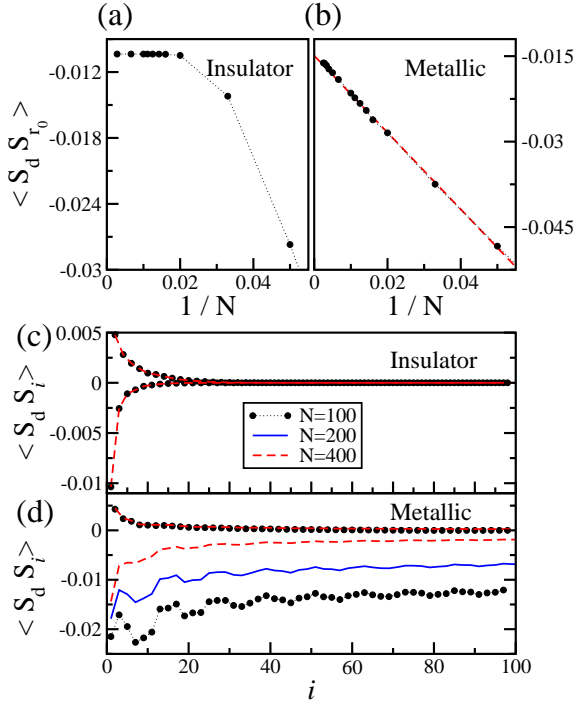 (a)
(b)
Insulator
Metallic
-0.012
-0.018
-0.024
-0.03
-0.015
-0.03
-0.045
< S_d S_{r_0} >
0
0.02
0.04
0
0.02
0.04
1 / N
1 / N
(c)
0.005
0
-0.005
-0.01
< S_d S_i >
Insulator
N=100
N=200
N=400
(d)
Metallic
0
-0.01
-0.02
< S_d S_i >
0
20
40
60
80
100
i